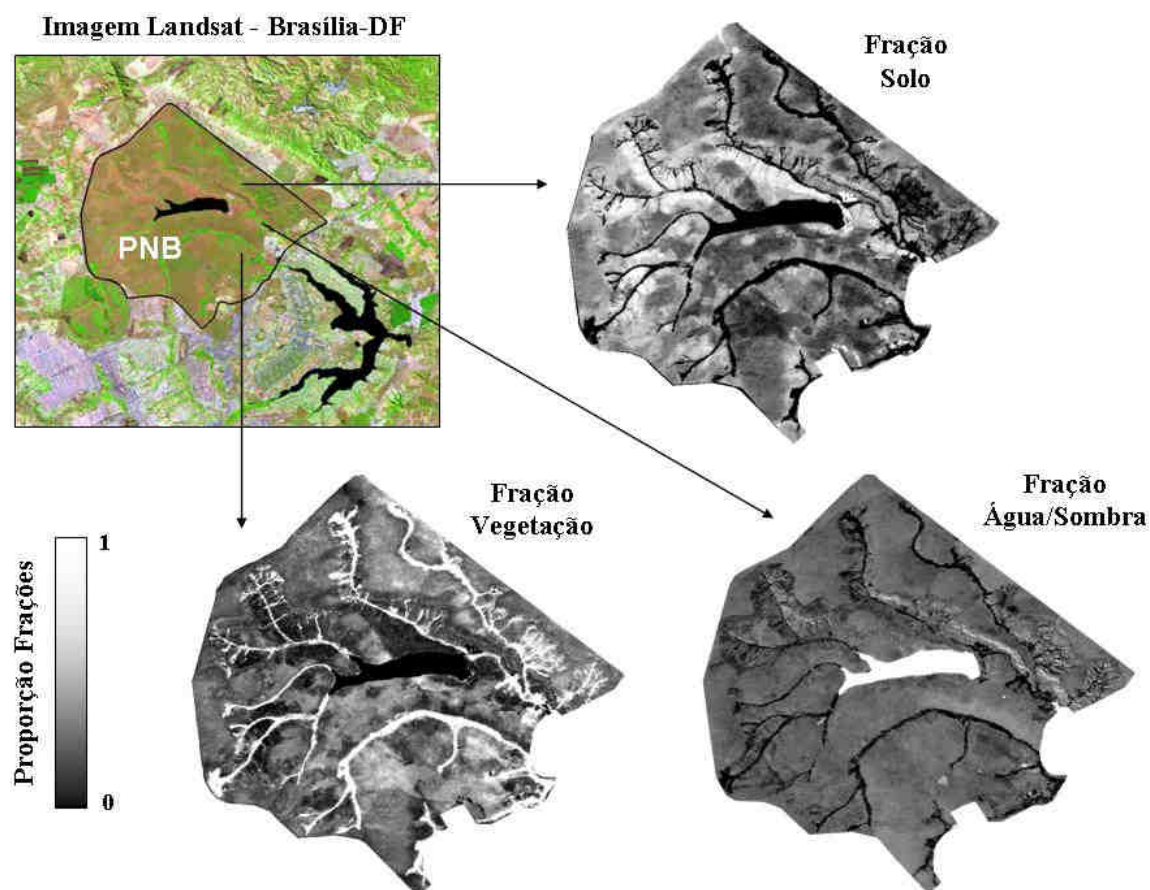 Imagem Landsat - Brasília-DF
Fração
Solo
PNB
Fração
Vegetação
Fração
Água/Sombra
Proporção Frações
1
0